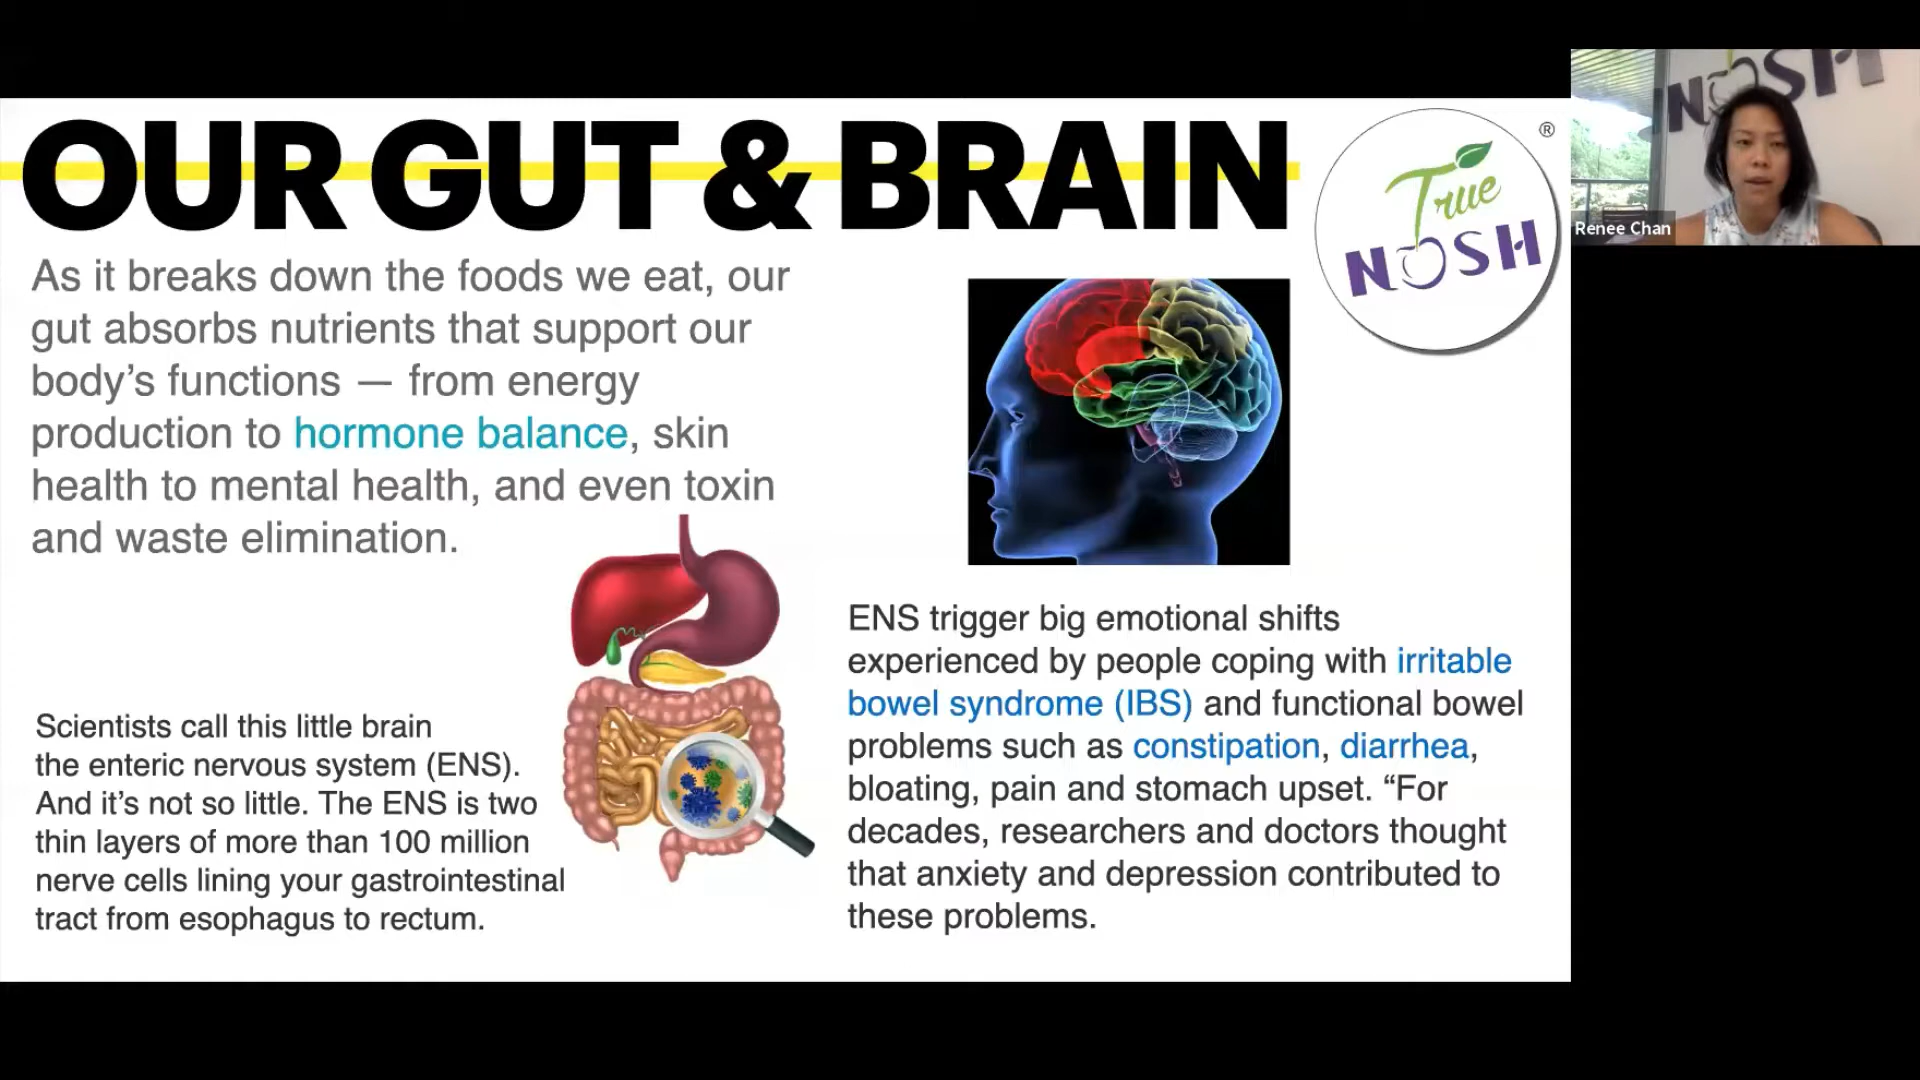 OUR GUT & BRAIN
As it breaks down the foods we eat, our
gut absorbs nutrients that support our
body’s functions — from energy
production to hormone balance, skin
health to mental health, and even toxin
and waste elimination.
Scientists call this little brain
the enteric nervous system (ENS).
And it’s not so little. The ENS is two
thin layers of more than 100 million
nerve cells lining your gastrointestinal
tract from esophagus to rectum.
ENS trigger big emotional shifts
experienced by people coping with irritable
bowel syndrome (IBS) and functional bowel
problems such as constipation, diarrhea,
bloating, pain and stomach upset. “For
decades, researchers and doctors thought
that anxiety and depression contributed to
these problems.
True
NOSH
®
NOSH
Renee Chan